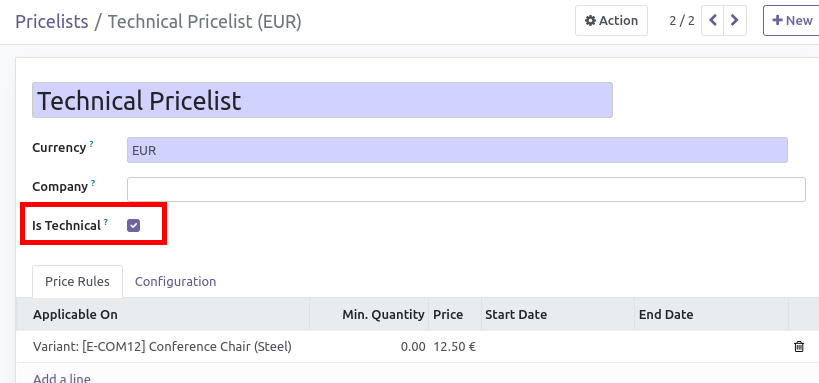 Pricelists / Technical Pricelist (EUR)
Action
2 / 2
New
Technical Pricelist
Currency ?
EUR
Company ?
Is Technical ?
Price Rules
Configuration
Applicable On Min. Quantity Price Start Date End Date
Variant: [E-COM12] Conference Chair (Steel) 0.00 12.50 €
Add a line